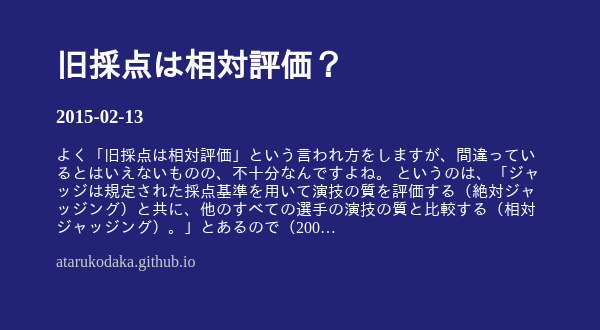 旧採点は相対評価？
2015-02-13
よく「旧採点は相対評価」という言われ方をしますが、間違ってい
るとはいえないものの、不十分なんですよね。 というのは、「ジャ
ッジは規定された採点基準を用いて演技の質を評価する（絶対ジャ
ッジング）と共に、他のすべての選手の演技の質と比較する（相対
ジャッジング）。」とあるので（200…
atarukodaka.github.io